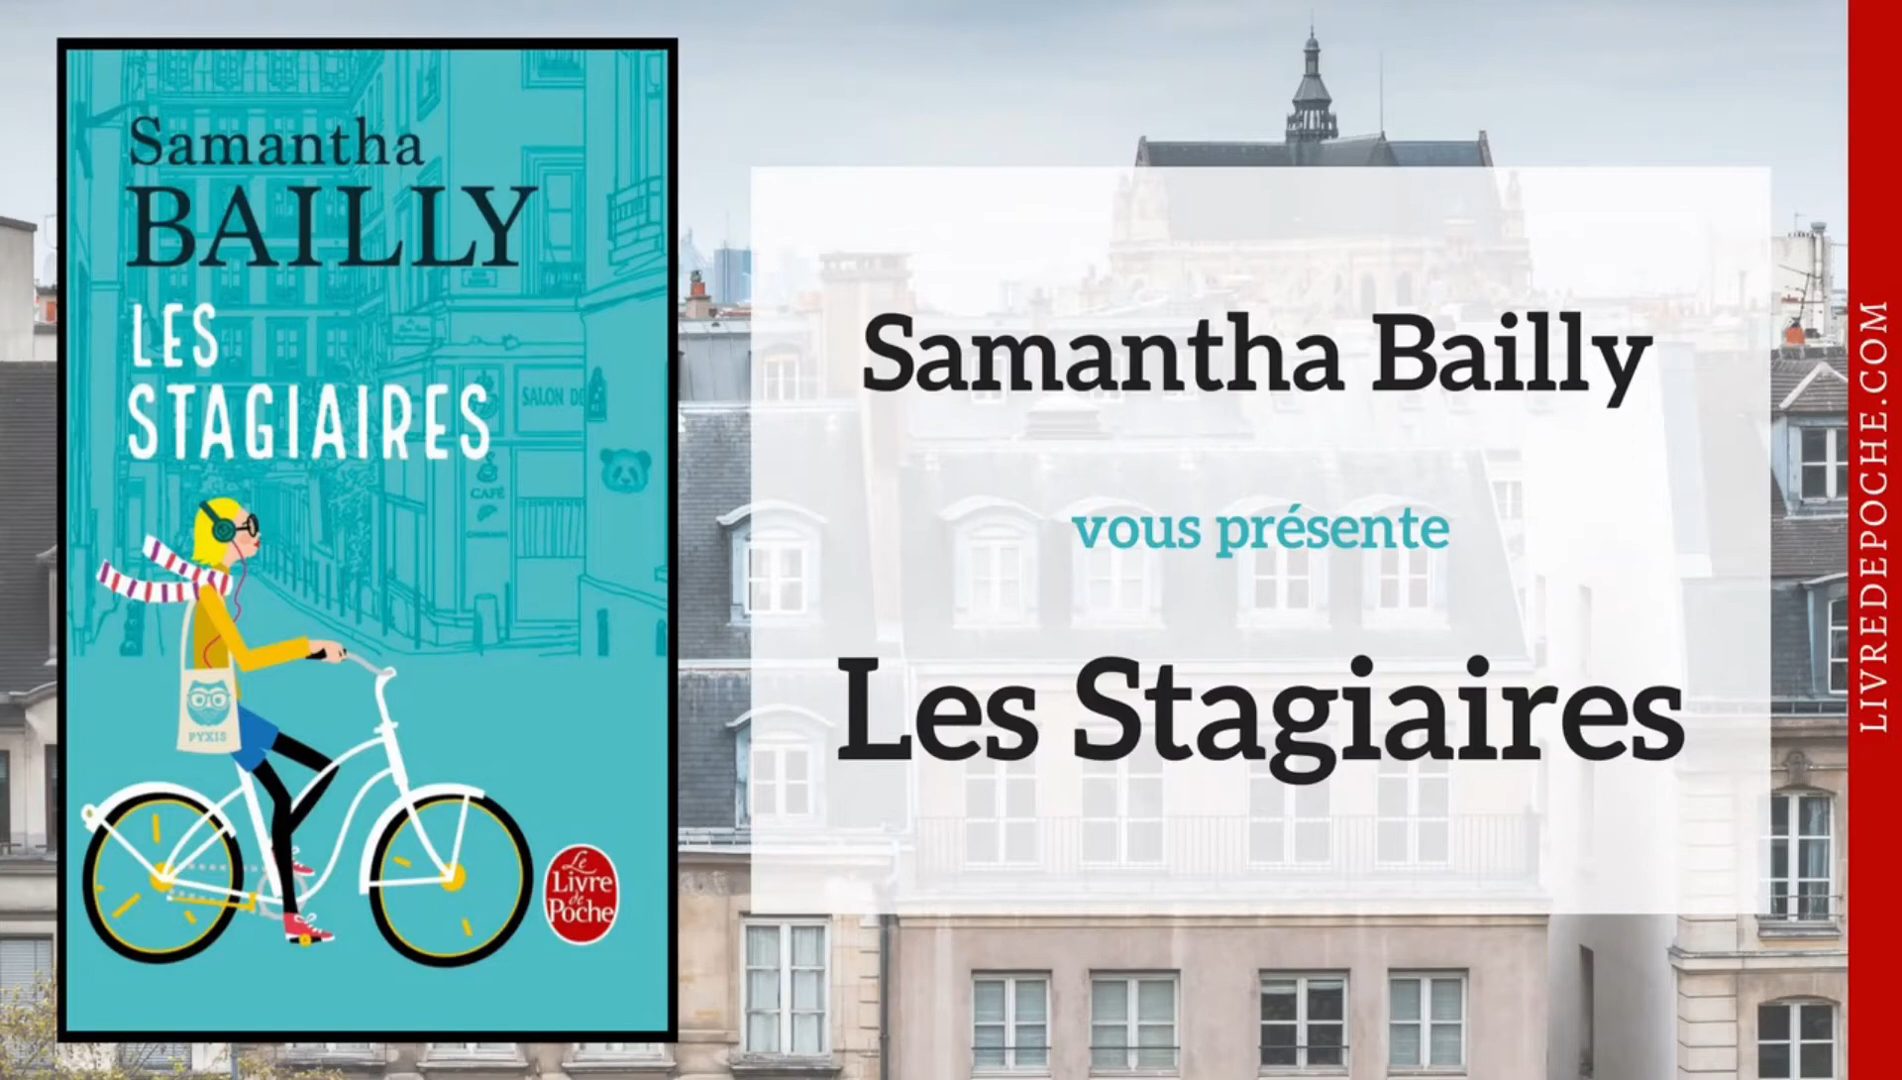 Samantha
BAILLY
LES
STAGIAIRES
SALON DE
CAFÉ
PYXIS
Le
Livre
de
Poche
Samantha Bailly
vous présente
Les Stagiaires
LIVREDEPOCHE.COM